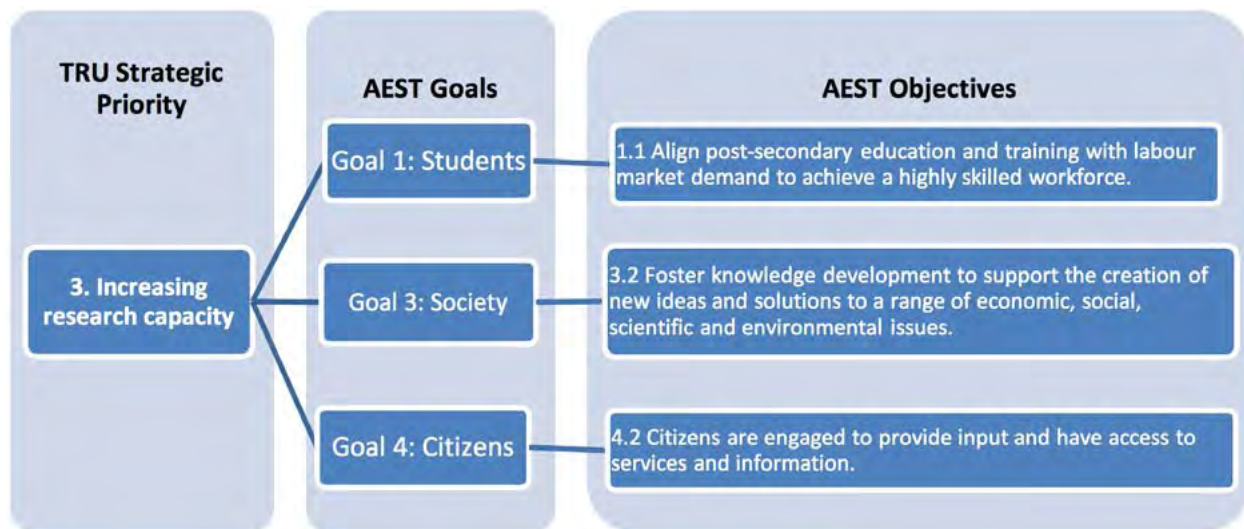 TRU Strategic
Priority
AEST Goals
AEST Objectives
3. Increasing
research capacity
Goal 1: Students
1.1 Align post-secondary education and training with labour
market demand to achieve a highly skilled workforce.
Goal 3: Society
3.2 Foster knowledge development to support the creation of
new ideas and solutions to a range of economic, social,
scientific and environmental issues.
Goal 4: Citizens
4.2 Citizens are engaged to provide input and have access to
services and information.